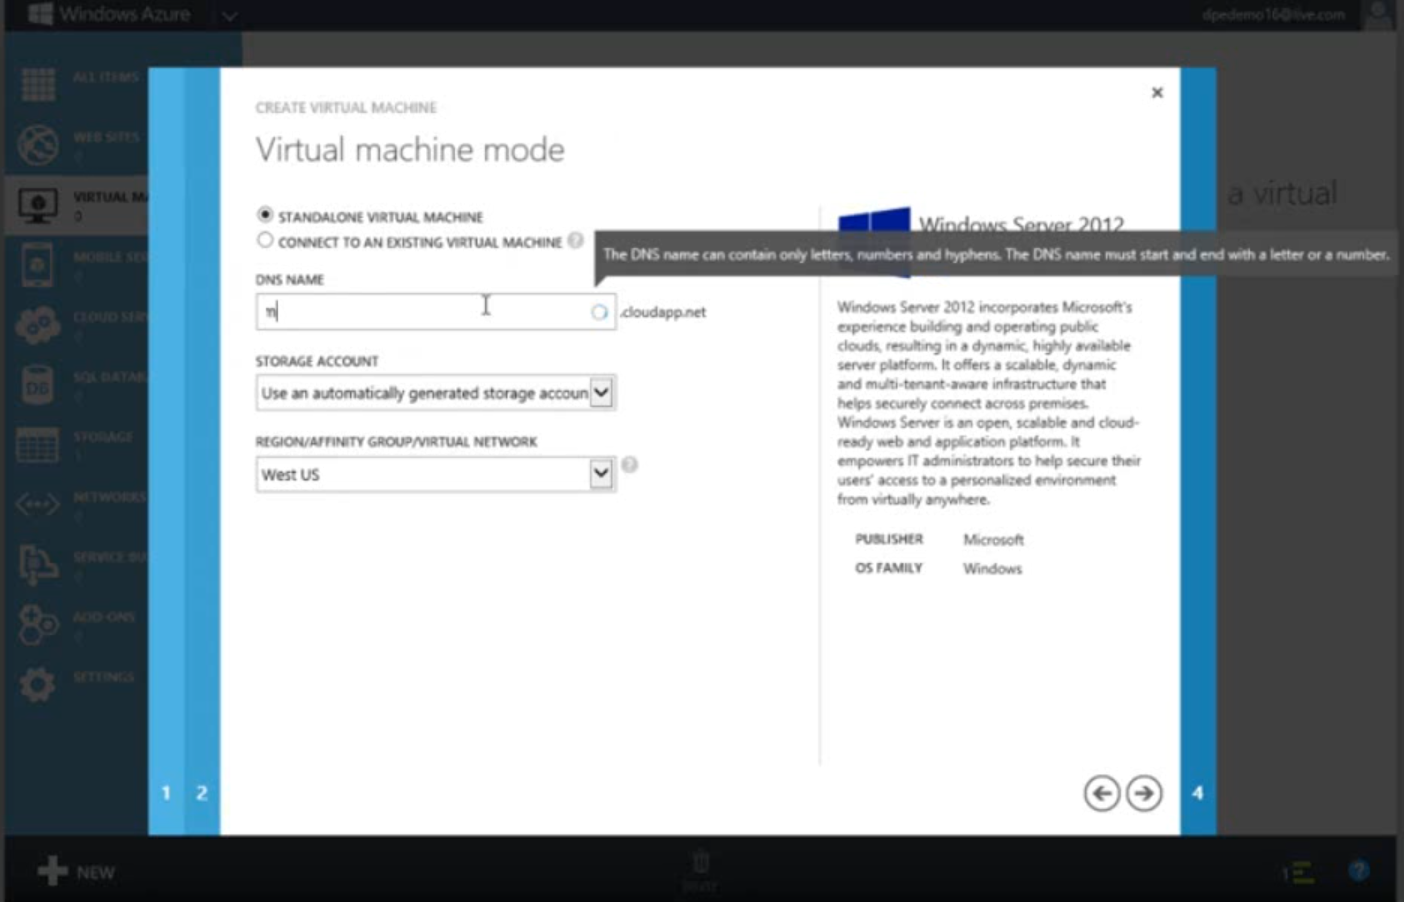 Windows Azure
dpedemo16@live.com
ALL ITEMS
WEB SITES
VIRTUAL MA
0
MOBILE SER
CLOUD SERV
SQL DATAB
DB
STORAGE
1
NETWORKS
SERVICE BU
ADD-ONS
SETTINGS
a virtual
CREATE VIRTUAL MACHINE
Virtual machine mode
STANDALONE VIRTUAL MACHINE
CONNECT TO AN EXISTING VIRTUAL MACHINE ?
DNS NAME
m
.cloudapp.net
STORAGE ACCOUNT
Use an automatically generated storage accoun
REGION/AFFINITY GROUP/VIRTUAL NETWORK
West US
?
Windows Server 2012
The DNS name can contain only letters, numbers and hyphens. The DNS name must start and end with a letter or a number.
Windows Server 2012 incorporates Microsoft's
experience building and operating public
clouds, resulting in a dynamic, highly available
server platform. It offers a scalable, dynamic
and multi-tenant-aware infrastructure that
helps securely connect across premises.
Windows Server is an open, scalable and cloud-
ready web and application platform. It
empowers IT administrators to help secure their
users' access to a personalized environment
from virtually anywhere.
PUBLISHER Microsoft
OS FAMILY Windows
1 2
4
NEW
1
?